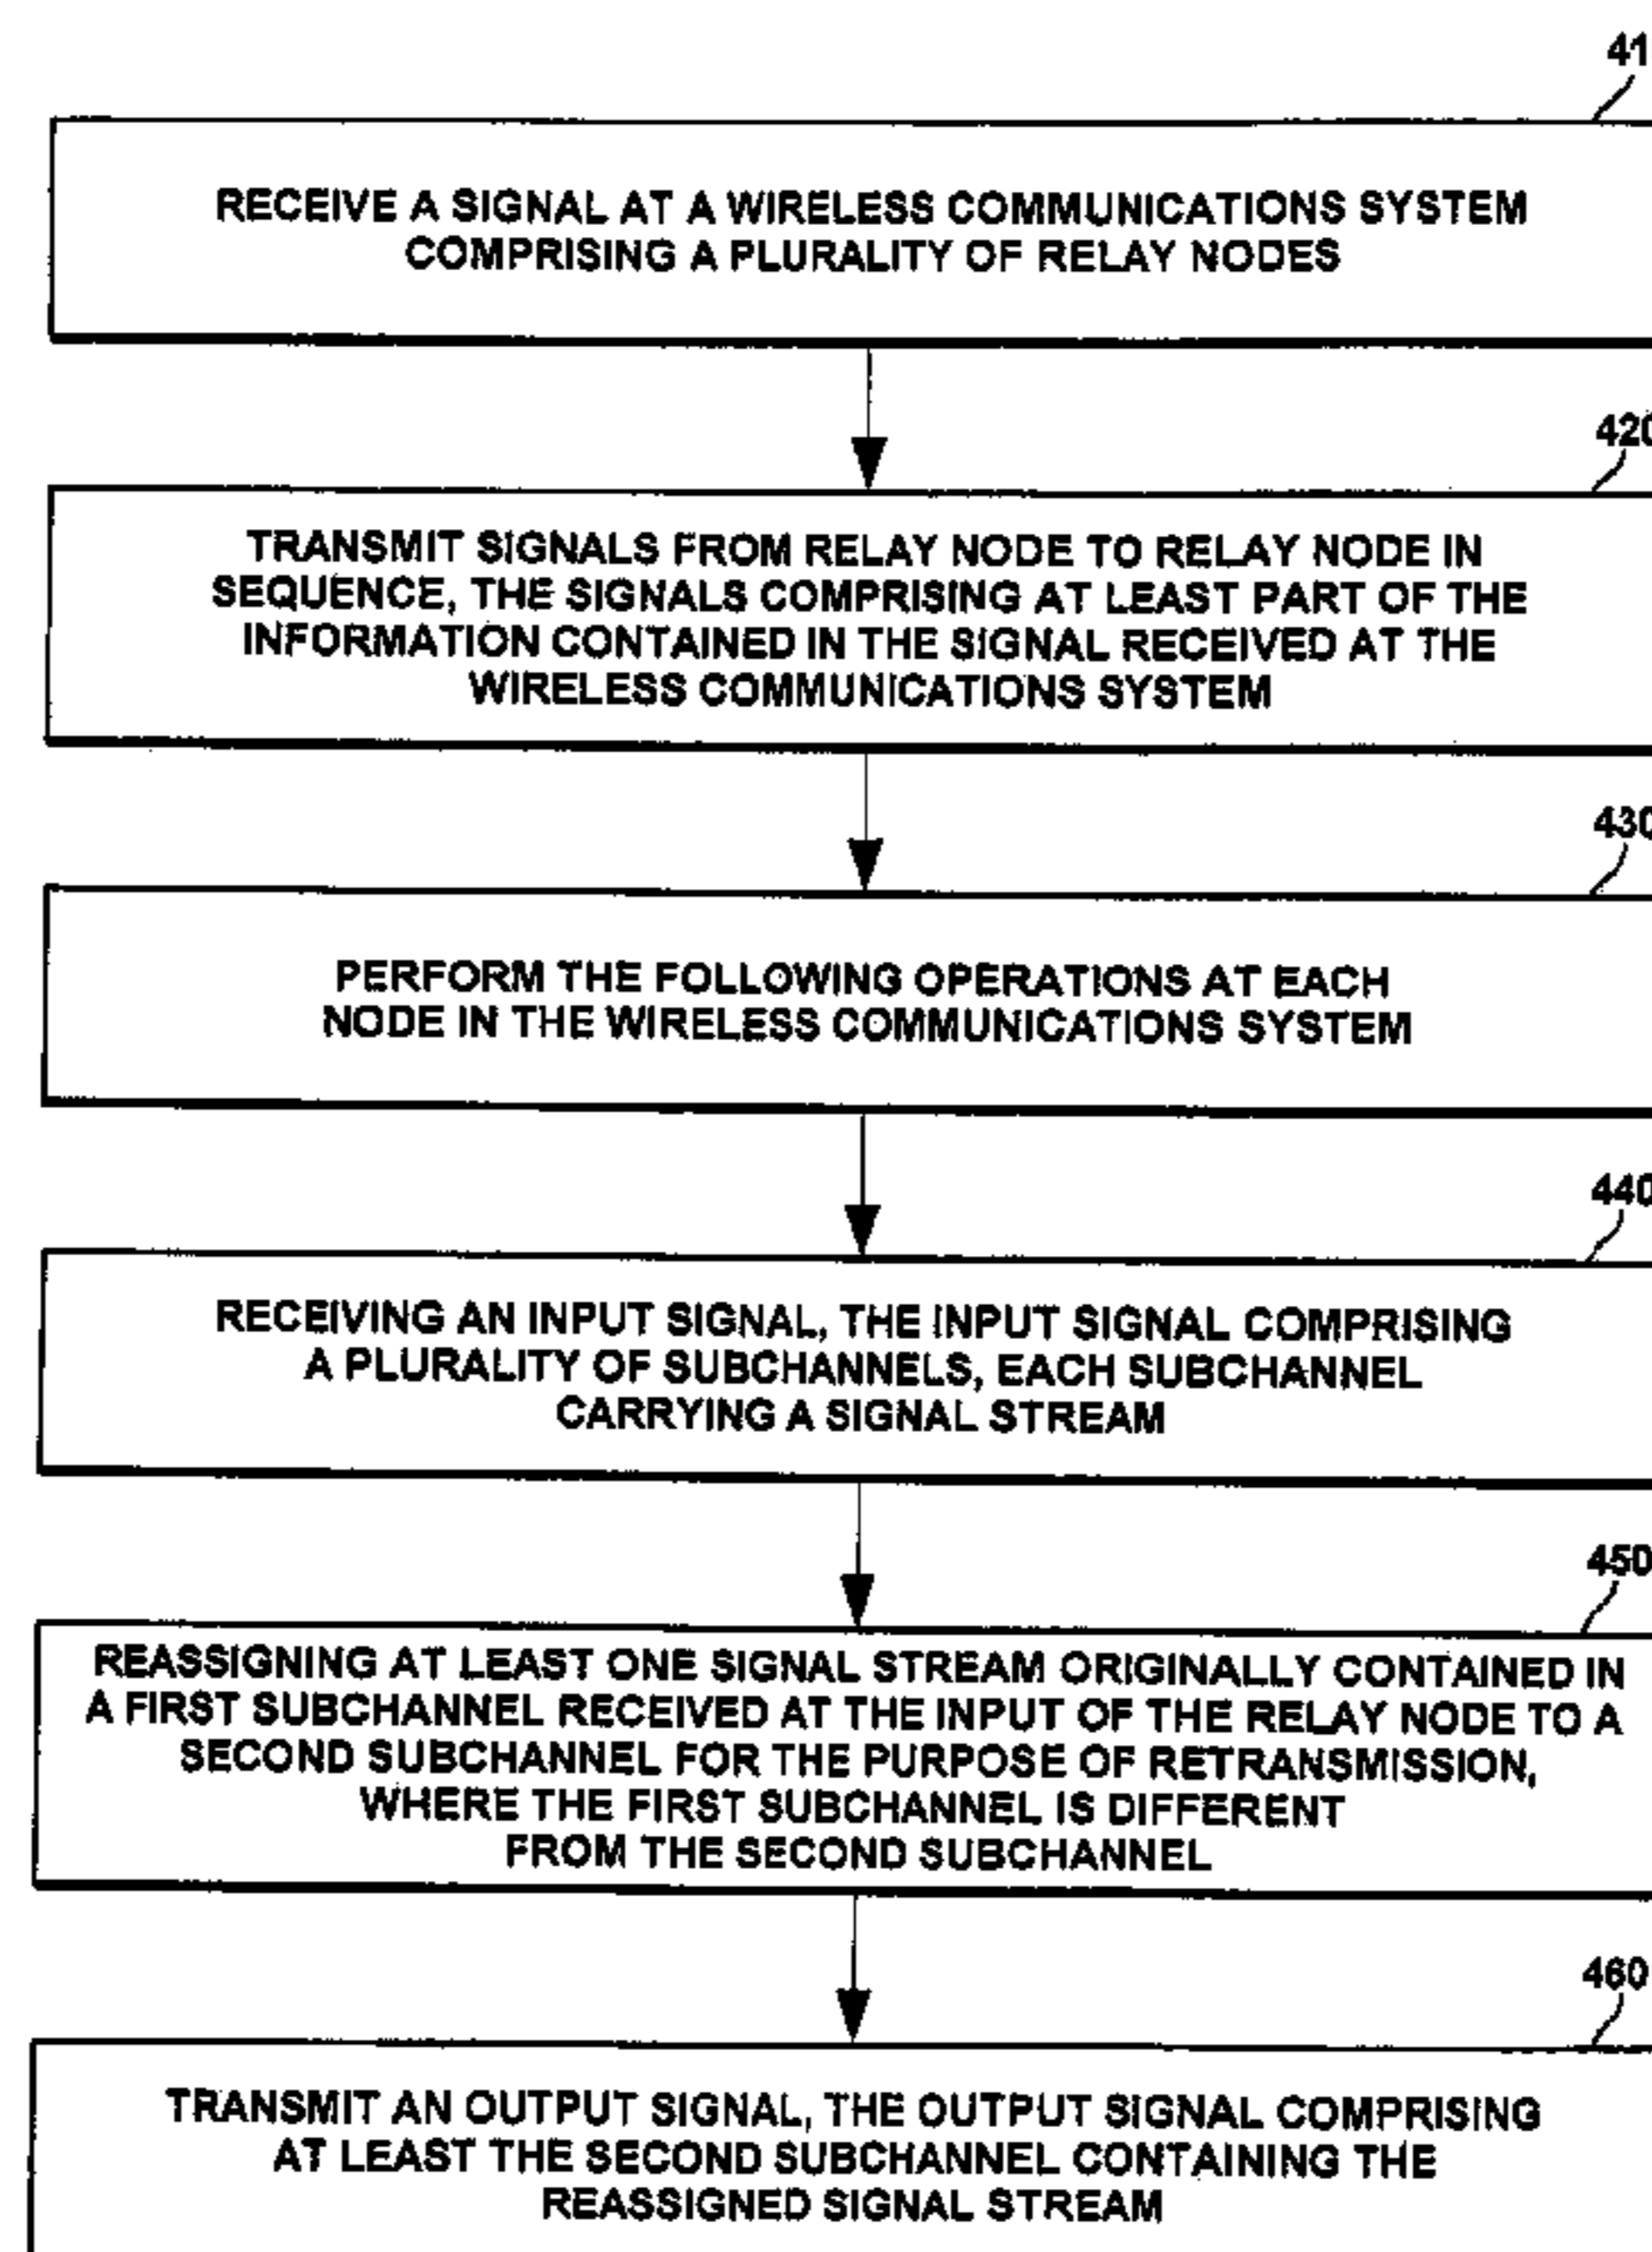 41
RECEIVE A SIGNAL AT A WIRELESS COMMUNICATIONS SYSTEM
COMPRISING A PLURALITY OF RELAY NODES
420
TRANSMIT SIGNALS FROM RELAY NODE TO RELAY NODE IN
SEQUENCE, THE SIGNALS COMPRISING AT LEAST PART OF THE
INFORMATION CONTAINED IN THE SIGNAL RECEIVED AT THE
WIRELESS COMMUNICATIONS SYSTEM
430
PERFORM THE FOLLOWING OPERATIONS AT EACH
NODE IN THE WIRELESS COMMUNICATIONS SYSTEM
440
RECEIVING AN INPUT SIGNAL, THE INPUT SIGNAL COMPRISING
A PLURALITY OF SUBCHANNELS, EACH SUBCHANNEL
CARRYING A SIGNAL STREAM
450
REASSIGNING AT LEAST ONE SIGNAL STREAM ORIGINALLY CONTAINED IN
A FIRST SUBCHANNEL RECEIVED AT THE INPUT OF THE RELAY NODE TO A
SECOND SUBCHANNEL FOR THE PURPOSE OF RETRANSMISSION,
WHERE THE FIRST SUBCHANNEL IS DIFFERENT
FROM THE SECOND SUBCHANNEL
460
TRANSMIT AN OUTPUT SIGNAL, THE OUTPUT SIGNAL COMPRISING
AT LEAST THE SECOND SUBCHANNEL CONTAINING THE
REASSIGNED SIGNAL STREAM